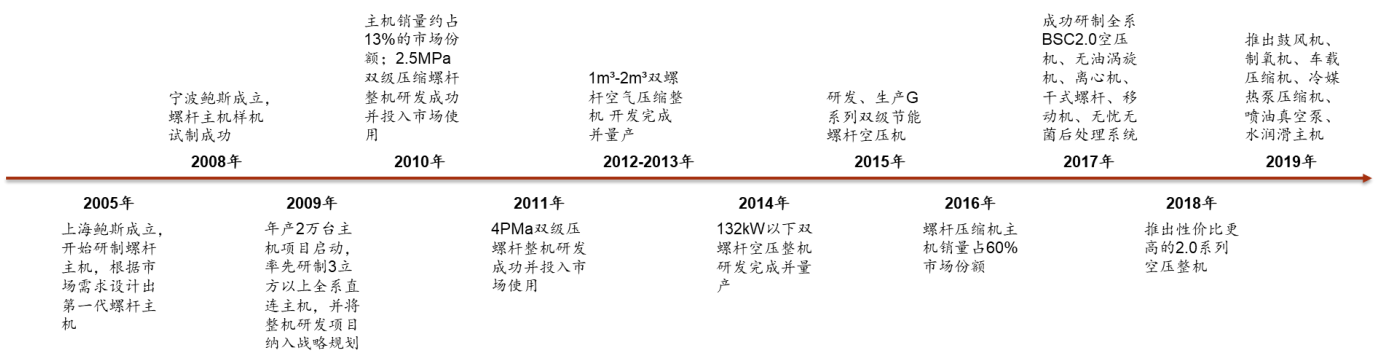 宁波鲍斯成立，
螺杆主机样机
试制成功
2008年
主机销量约占
13%的市场份
额；2.5MPa
双级压缩螺杆
整机研发成功
并投入市场使
用
2010年
1m³-2m³双螺
杆空气压缩整
机 开发完成
并量产
2012-2013年
研发、生产G
系列双级节能
螺杆空压机
2015年
成功研制全系
BSC2.0空压
机、无油涡旋
机、离心机、
干式螺杆、移
动机、无忧无
菌后处理系统
2017年
推出鼓风机、
制氧机、车载
压缩机、冷媒
热泵压缩机、
喷油真空泵、
水润滑主机
2019年
2005年
上海鲍斯成立，
开始研制螺杆
主机，根据市
场需求设计出
第一代螺杆主
机
2009年
年产2万台主
机项目启动，
率先研制3立
方以上全系直
连主机，并将
整机研发项目
纳入战略规划
2011年
4PMa双级压
螺杆整机研发
成功并投入市
场使用
2014年
132kW以下双
螺杆空压整机
研发完成并量
产
2016年
螺杆压缩机主
机销量占60%
市场份额
2018年
推出性价比更
高的2.0系列
空压整机